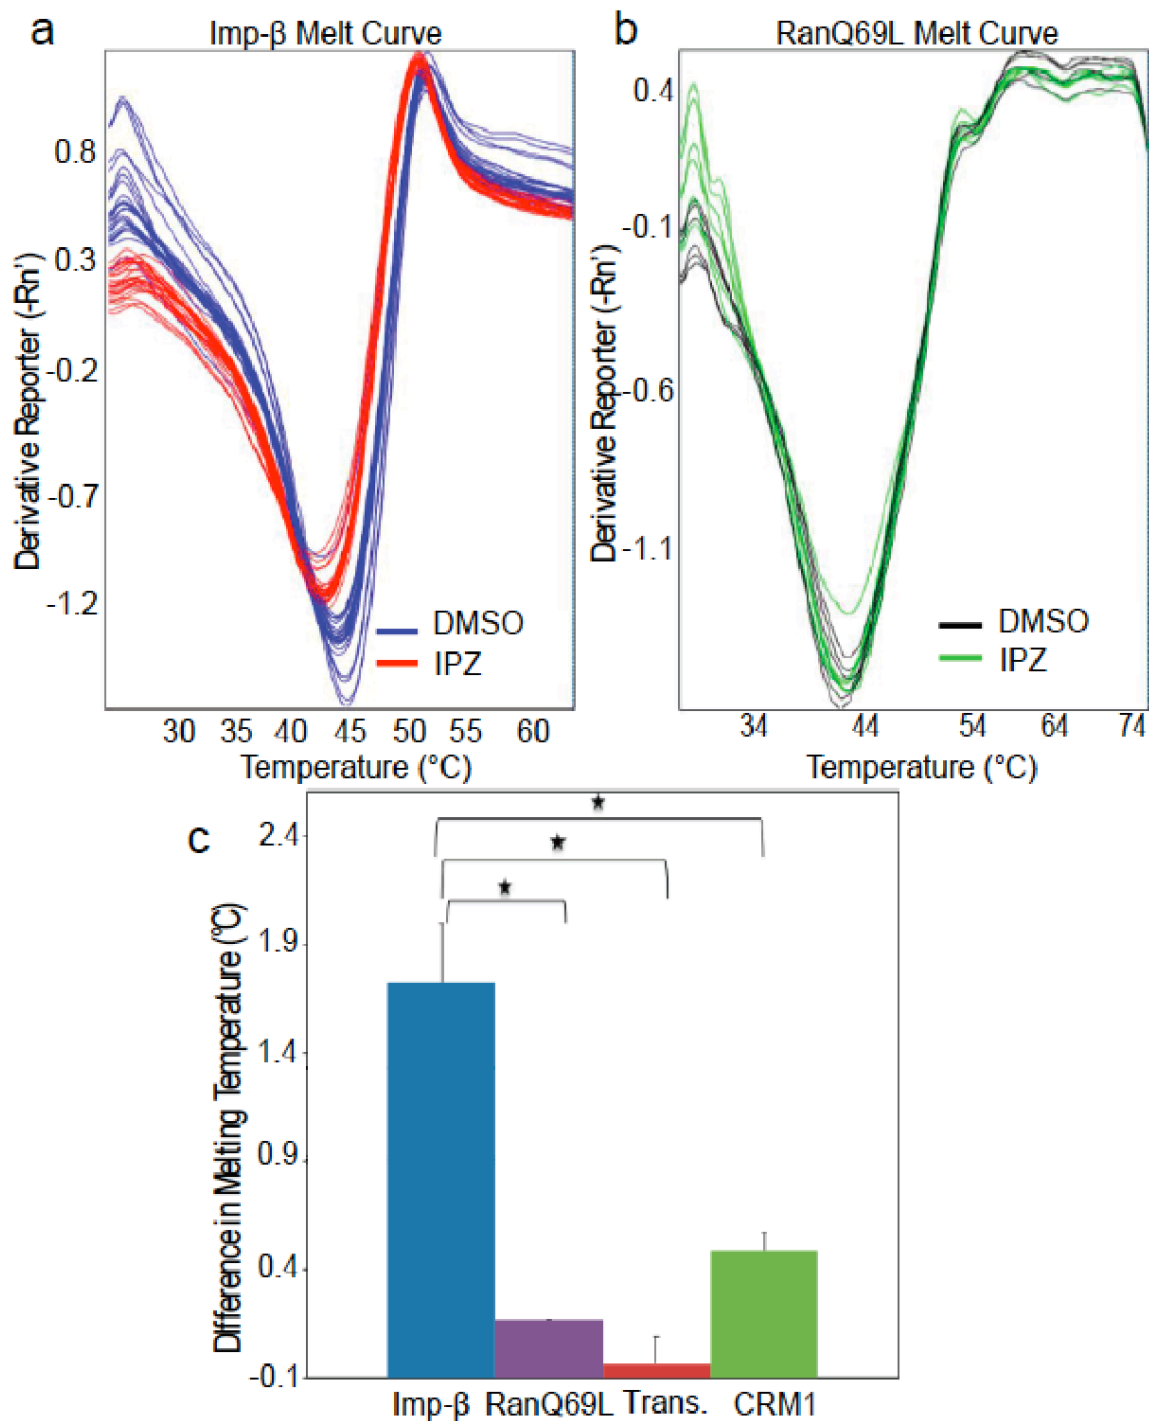 a
Imp-β Melt Curve
Derivative Reporter (-Rn')
0.8
0.3
-0.2
-0.7
-1.2
DMSO
IPZ
30 35 40 45 50 55 60
Temperature (°C)
b
RanQ69L Melt Curve
Derivative Reporter (-Rn')
0.4
-0.1
-0.6
-1.1
DMSO
IPZ
34 44 54 64 74
Temperature (°C)
c
DIfference in Melting Temperature (°C)
2.4
1.9
1.4
0.9
0.4
-0.1
Imp-β RanQ69L Trans. CRM1